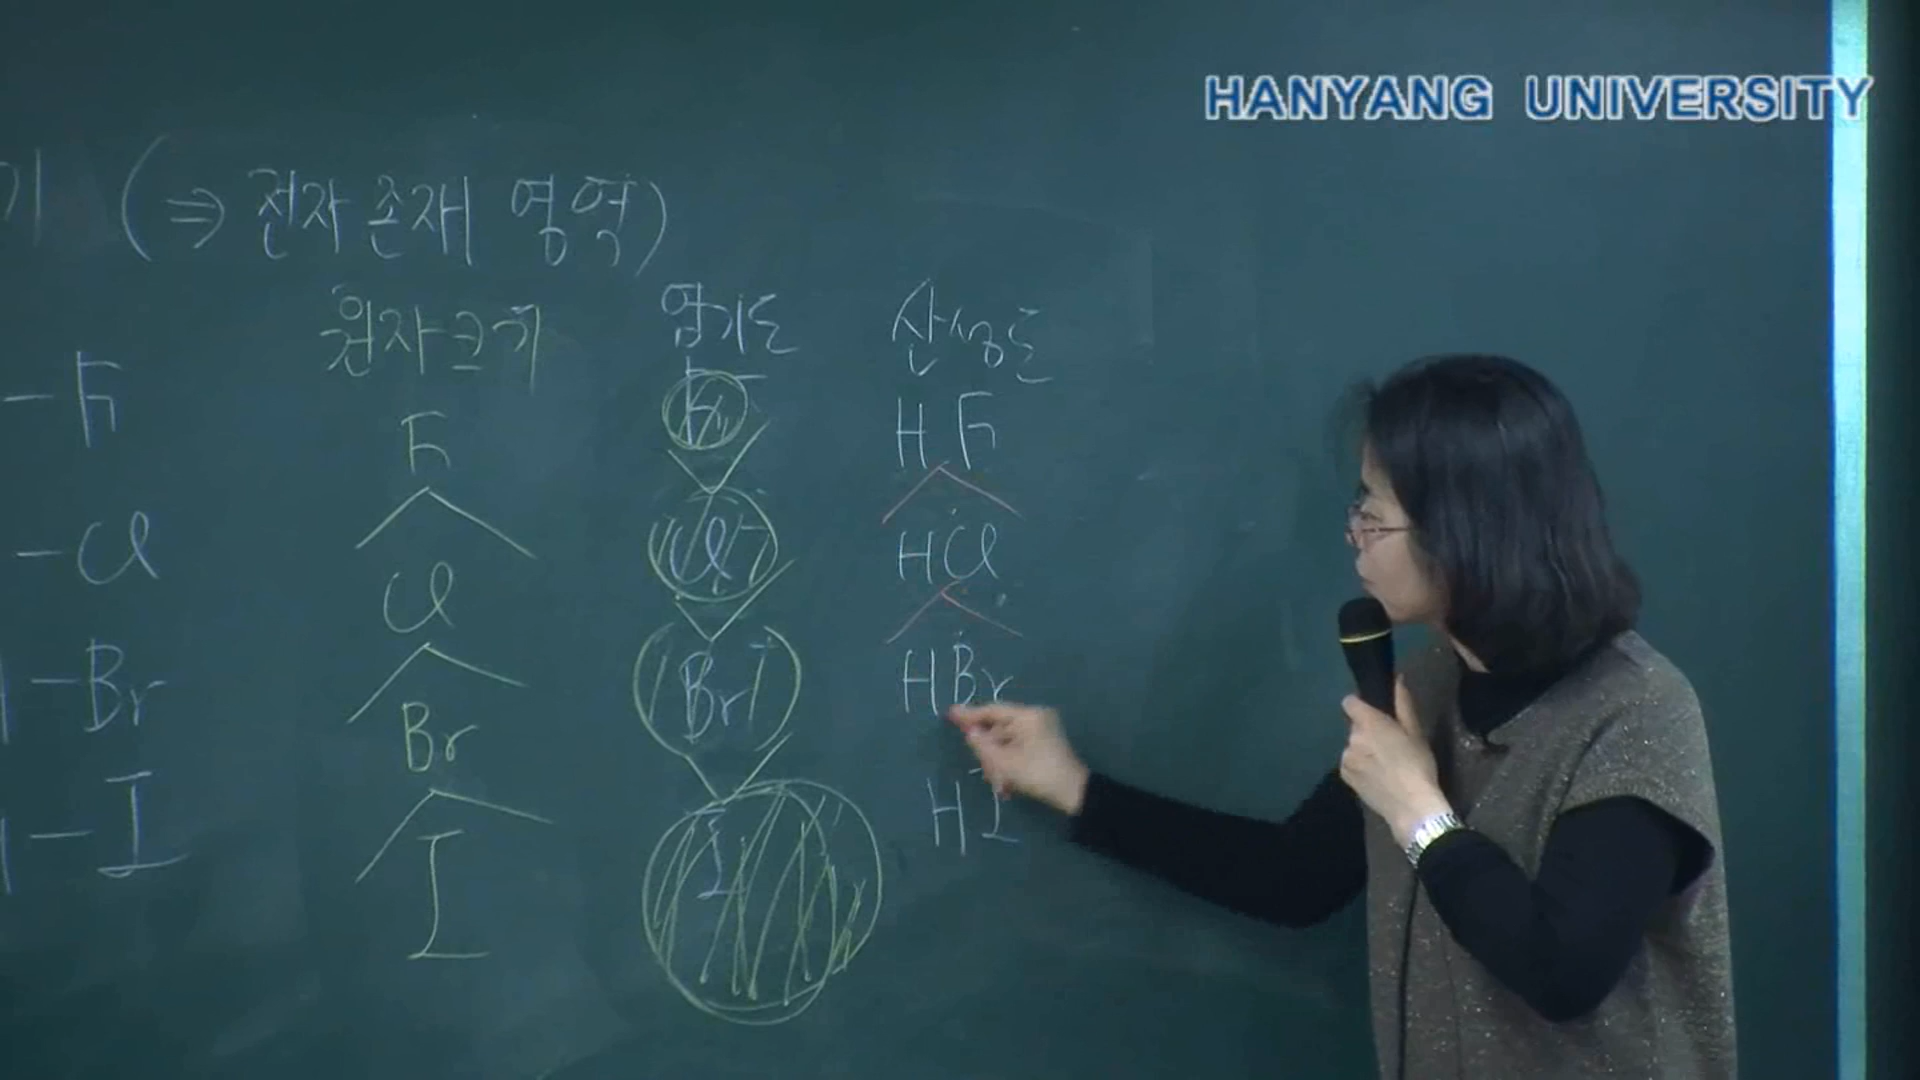 HANYANG UNIVERSITY
기 (⇒ 전자 존재 영역)
원자크기 염기도 산성도
-F F F⁻ HF
-Cl Cl Cl⁻ HCl
-Br Br Br⁻ HBr
-I I I⁻ HI